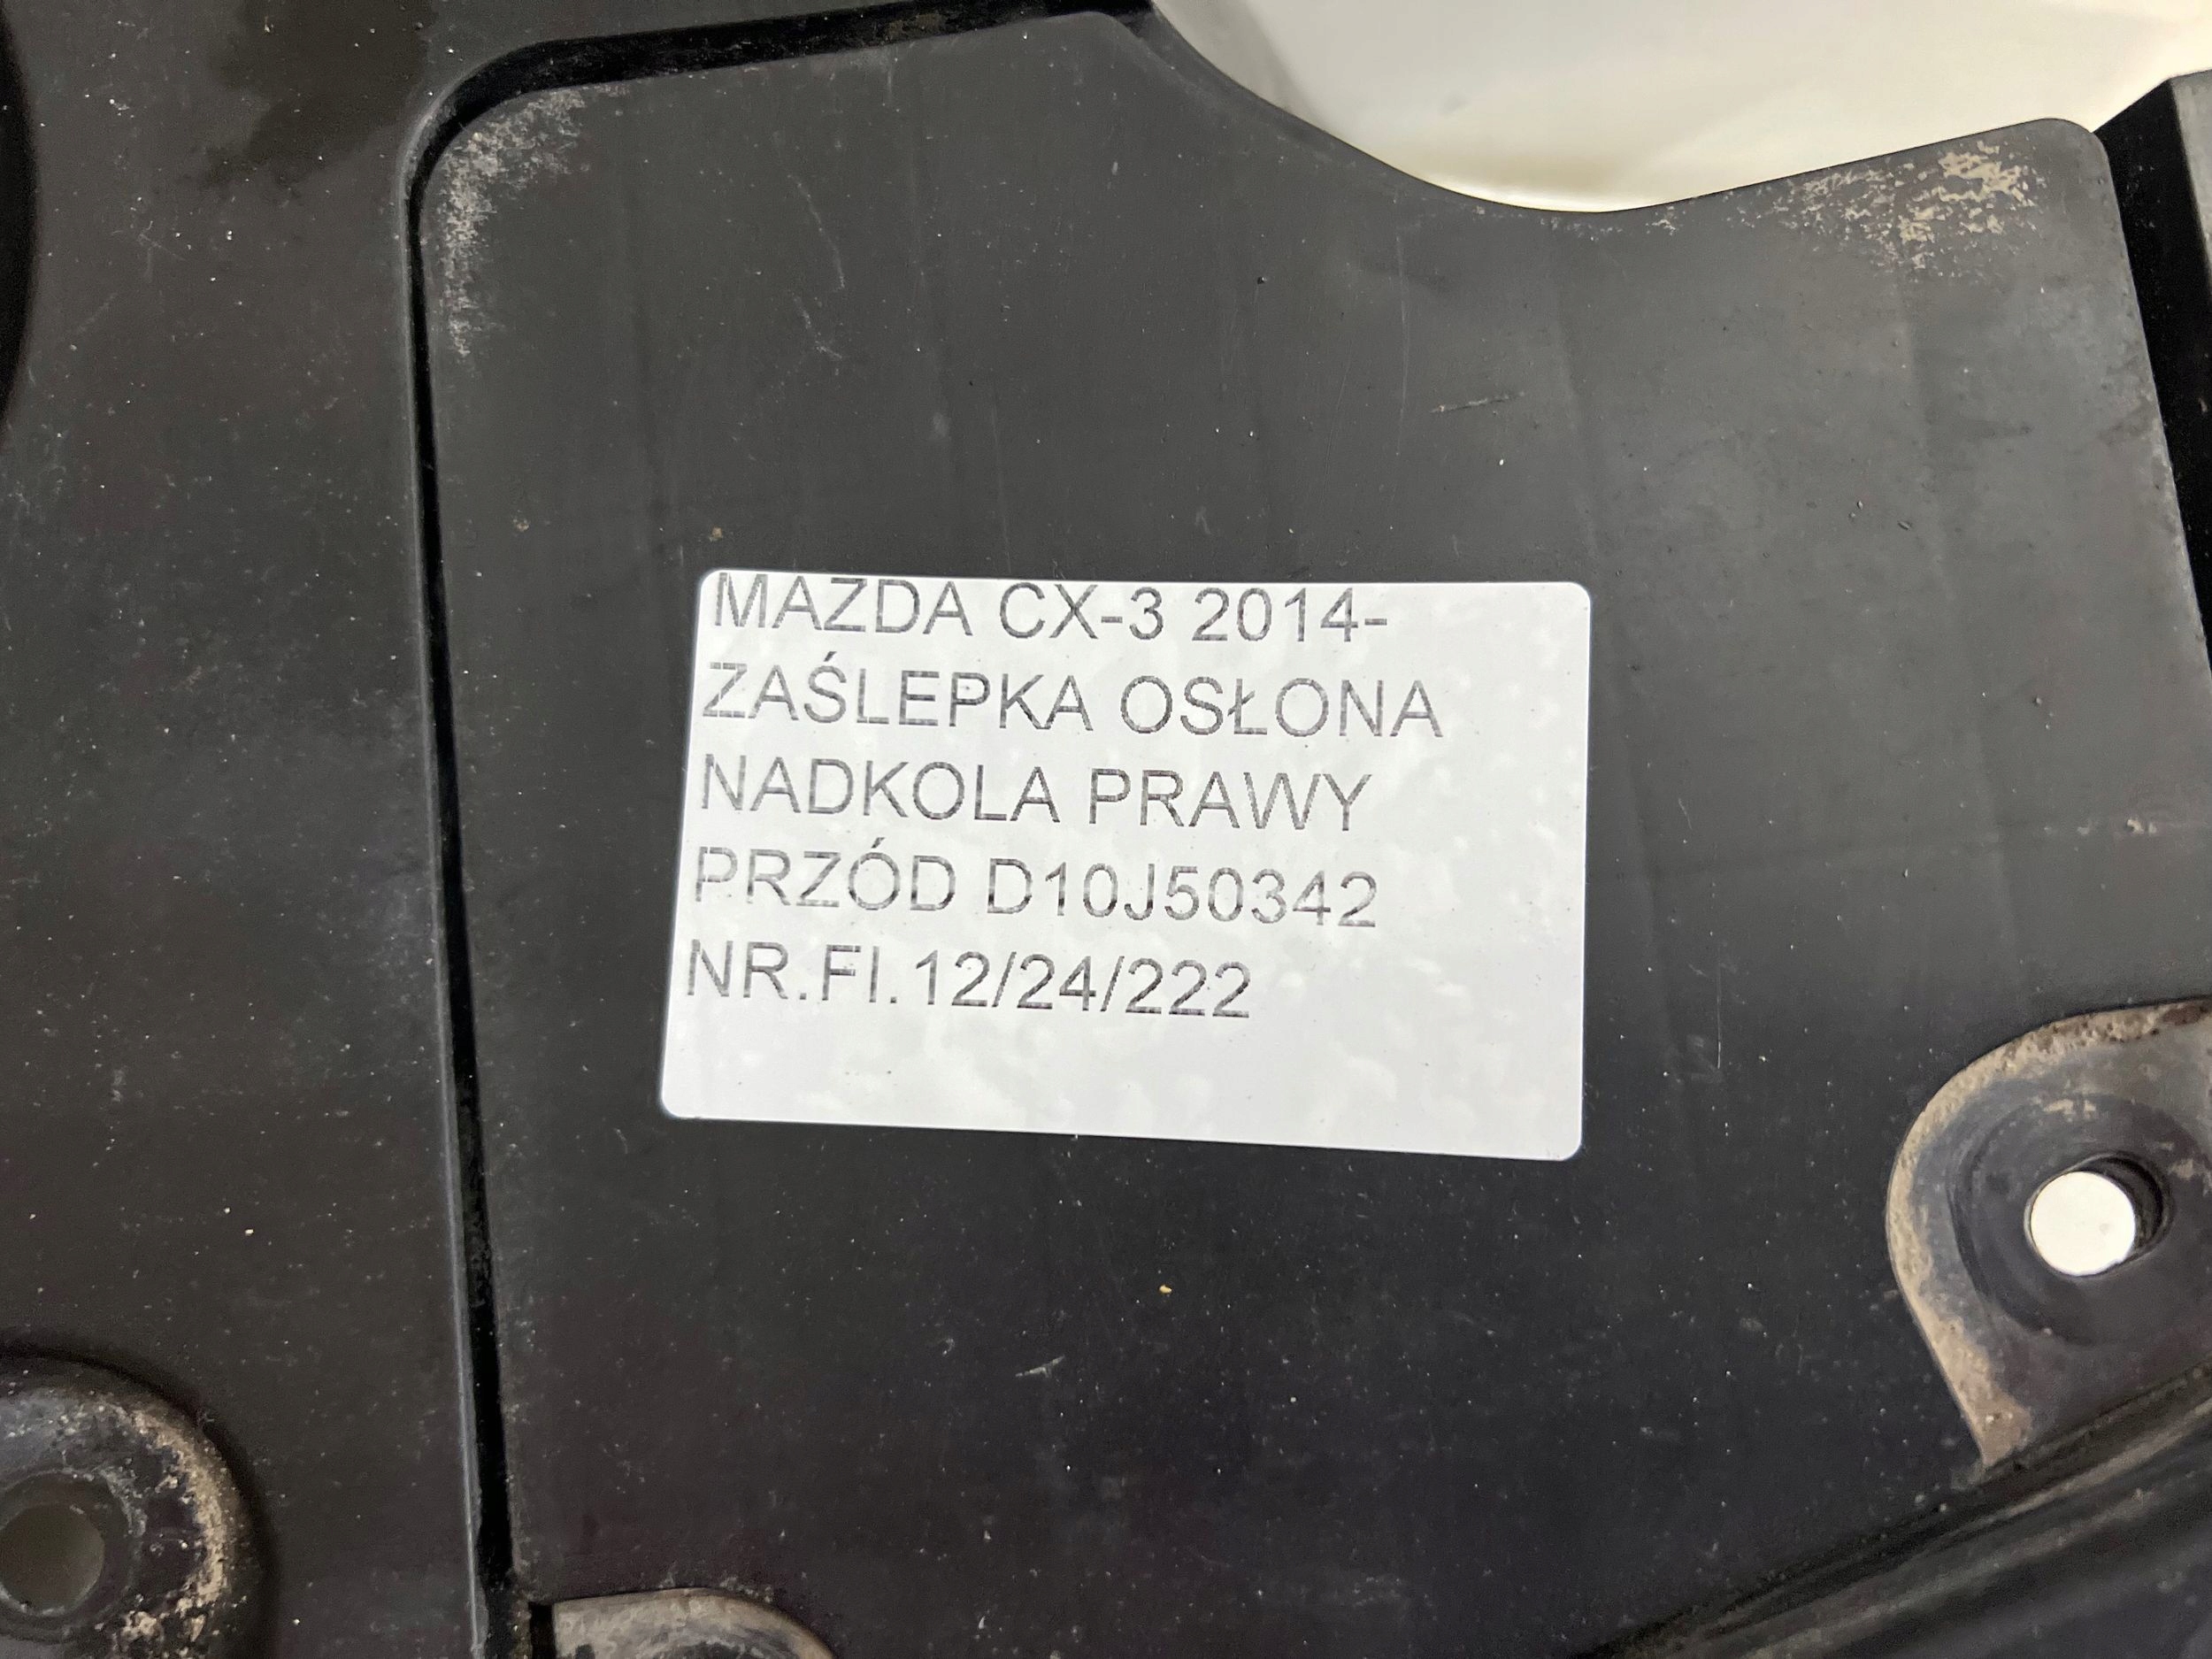 MAZDA CX-3 2014-
ZAŚLEPKA OSŁONA
NADKOLA PRAWY
PRZÓD D10J50342
NR.FI.12/24/222